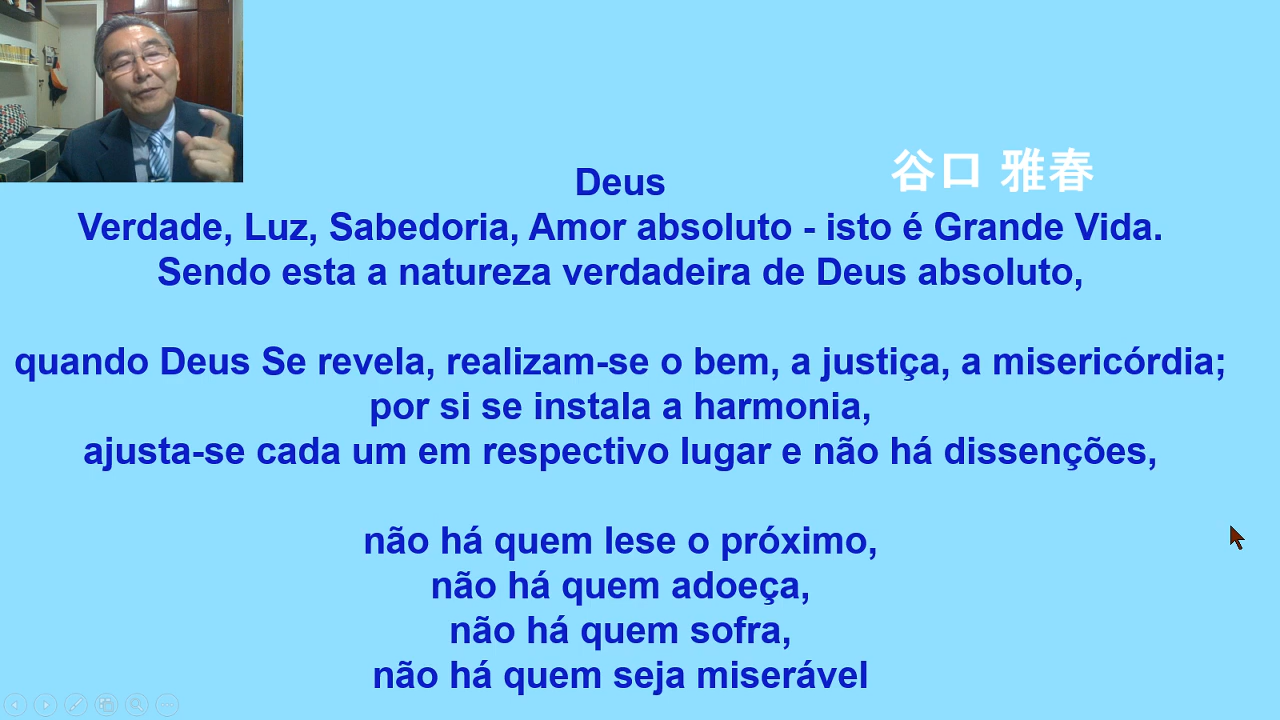 谷口 雅春
Deus
Verdade, Luz, Sabedoria, Amor absoluto - isto é Grande Vida.
Sendo esta a natureza verdadeira de Deus absoluto,
quando Deus Se revela, realizam-se o bem, a justiça, a misericórdia;
por si se instala a harmonia,
ajusta-se cada um em respectivo lugar e não há dissenções,
não há quem lese o próximo,
não há quem adoeça,
não há quem sofra,
não há quem seja miserável